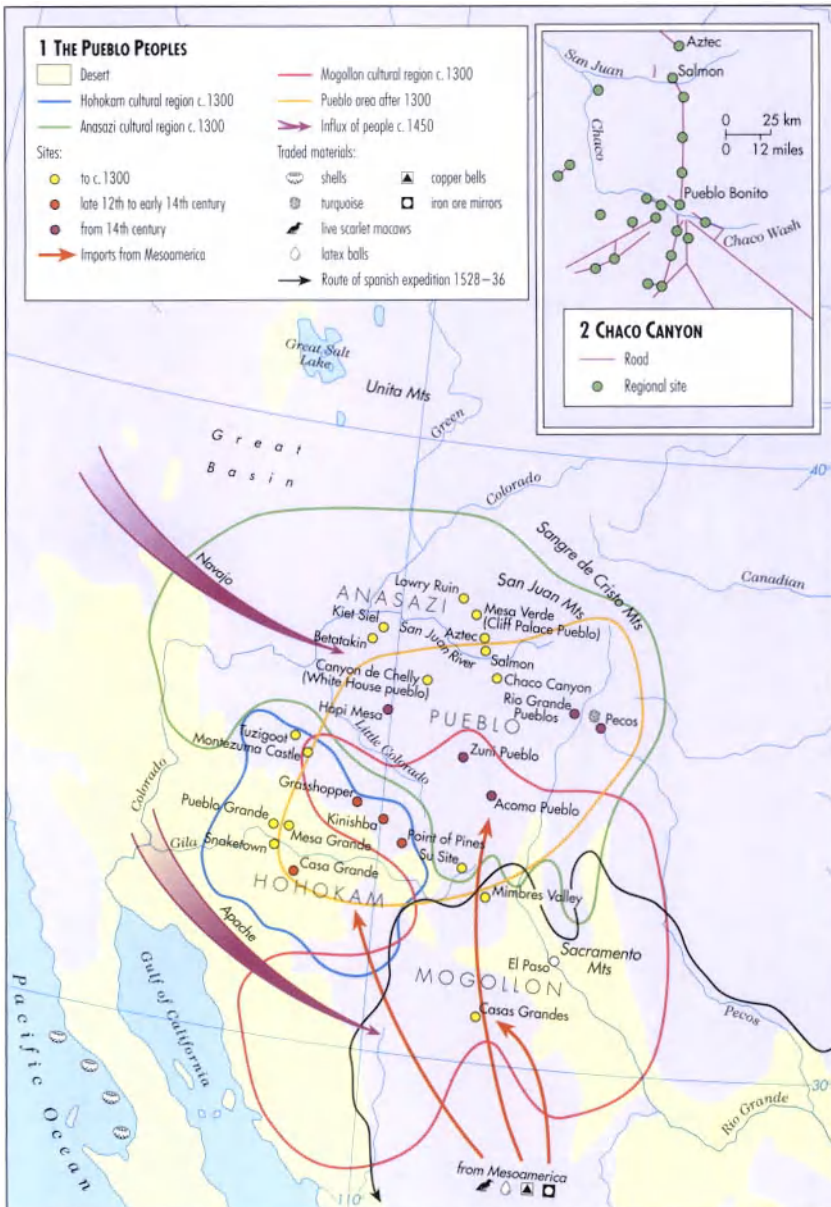 1 THE PUEBLO PEOPLES
Desert
Hohokam cultural region c. 1300
Anasazi cultural region c. 1300
Sites:
to c. 1300
late 12th to early 14th century
from 14th century
Imports from Mesoamerica
Mogollon cultural region c. 1300
Pueblo area after 1300
Influx of people c. 1450
Traded materials:
shells
copper bells
turquoise
iron ore mirrors
live scarlet macaws
latex balls
Route of spanish expedition 1528–36
Aztec
San Juan
Salmon
0 25 km
0 12 miles
Chaco
Pueblo Bonito
Chaco Wash
2 CHACO CANYON
Road
Regional site
Great Salt
Lake
Unita Mts
Green
Great
Basin
40
Colorado
Sangre de Cristo Mts
Navajo
Canadian
Lowry Ruin
San Juan Mts
ANASAZI
Mesa Verde
(Cliff Palace Pueblo)
Kiet Siel
Aztec
San Juan River
Betatakin
Salmon
Canyon de Chelly
(White House pueblo)
Chaco Canyon
Rio Grande
Pueblos
Pecos
Hopi Mesa
PUEBLO
Tuzigoot
Little Colorado
Montezuma Castle
Zuni Pueblo
Colorado
Grasshopper
Acoma Pueblo
Pueblo Grande
Kinishba
Gila
Mesa Grande
Point of Pines
Snaketown
Su Site
Casa Grande
HOHOKAM
Mimbres Valley
Apache
El Paso
Sacramento
Mts
MOGOLLON
Pacific Ocean
Gulf of California
Casas Grandes
Pecos
30
Rio Grande
from Mesoamerica
110